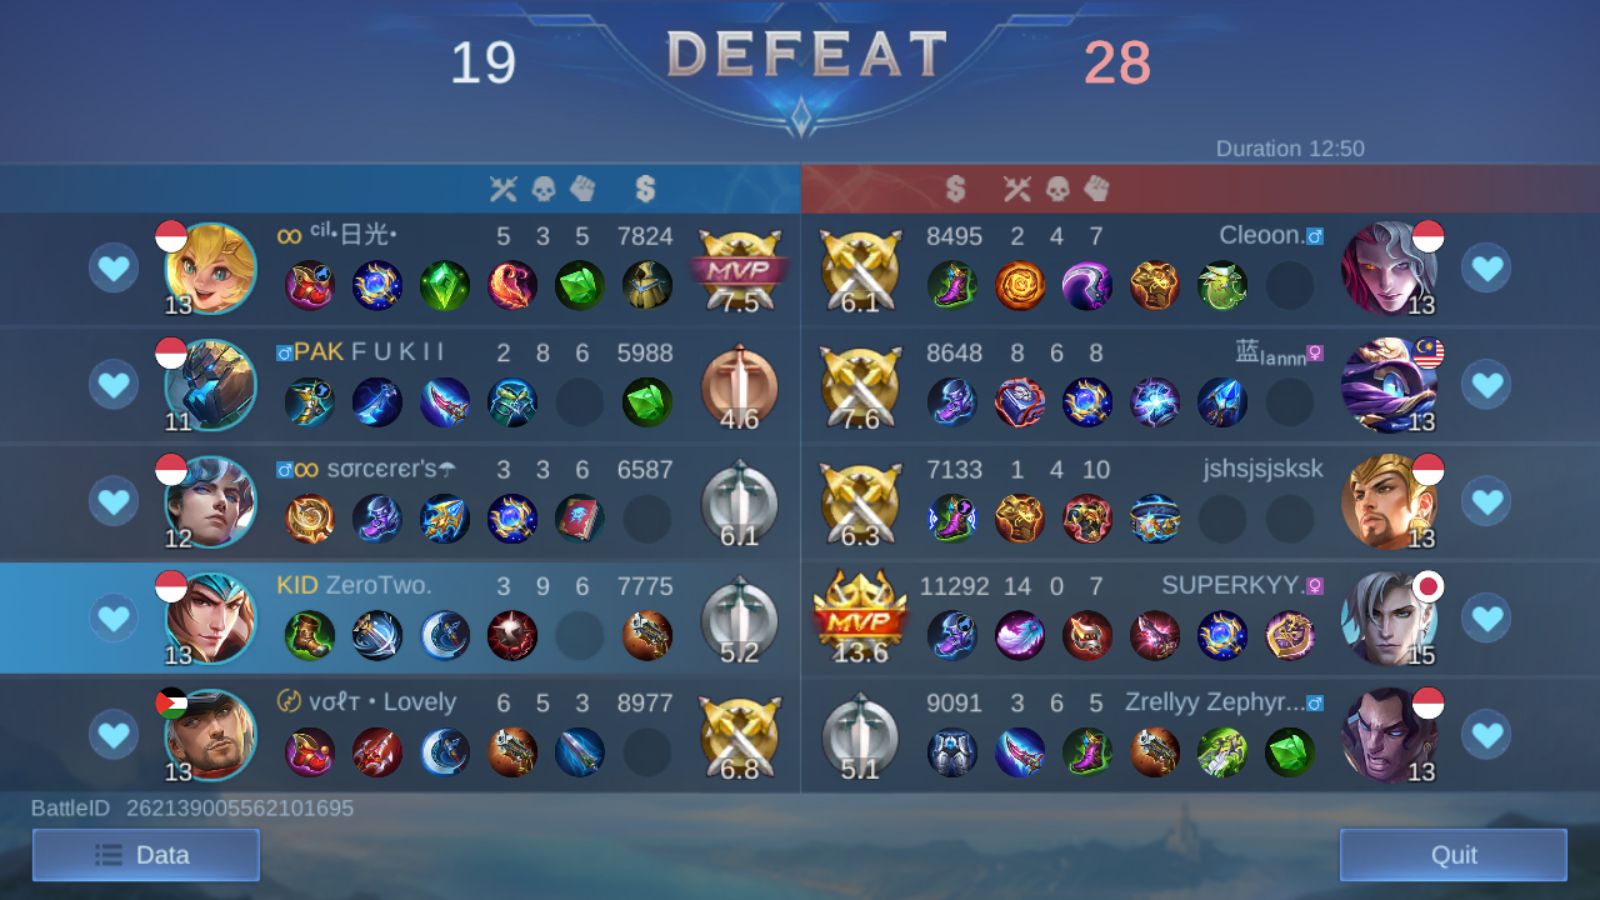 19 DEFEAT 28
Duration 12:50
cil•日光• 5 3 5 7824
13
MVP 7.5
6.1 8495 2 4 7 Cleoon.
13
PAK F U K I I 2 8 6 5988
11
4.6
7.6 8648 8 6 8 蓝lannn
13
sσrcєrєr's☂ 3 3 6 6587
12
6.1
6.3 7133 1 4 10 jshsjsjsksk
13
KID ZeroTwo. 3 9 6 7775
13
5.2
MVP 13.6 11292 14 0 7 SUPERKYY.
15
vσℓт • Lovely 6 5 3 8977
13
6.8
5.1 9091 3 6 5 Zrellyy Zephyr...
13
BattleID 262139005562101695
Data
Quit